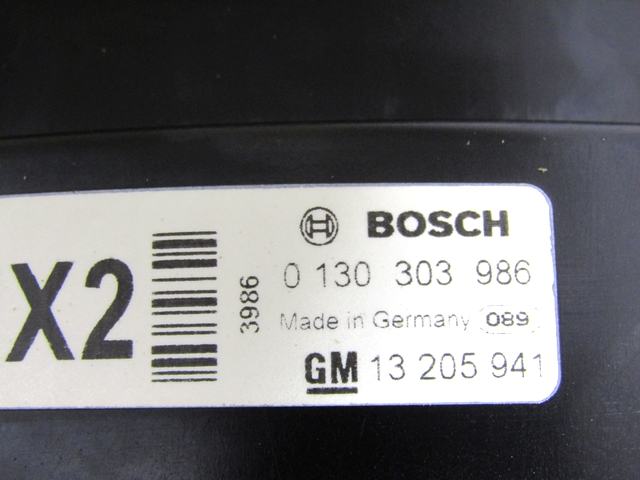 X2
3986
BOSCH
0 130 303 986
Made in Germany 089
GM 13 205 941